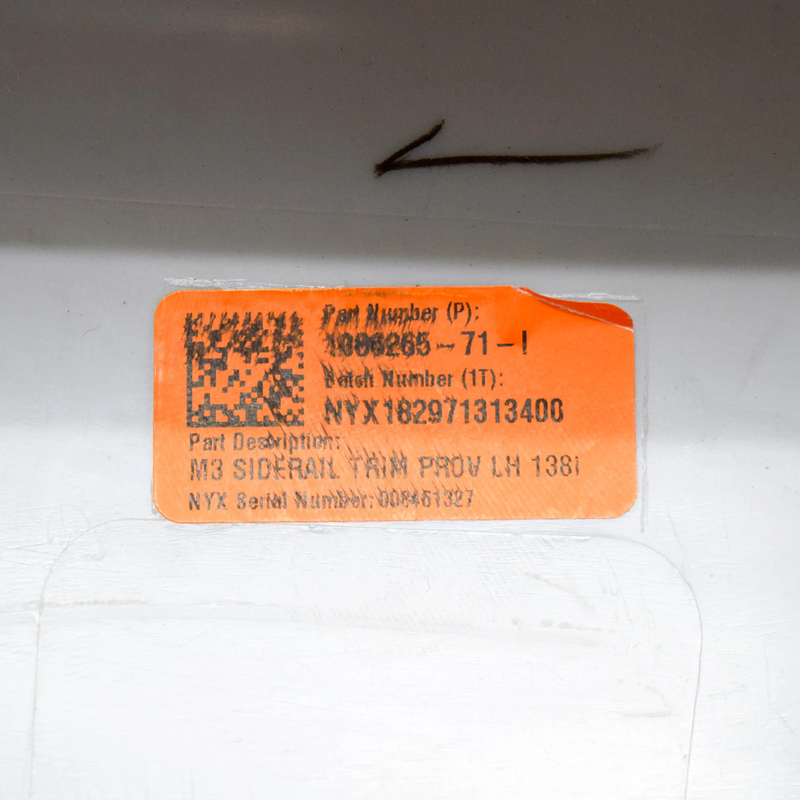 Part Number (P):
1086265-71-I
Batch Number (1T):
NYX182971313400
Part Description:
M3 SIDERAIL TRIM PROV LH 138i
NYX Serial Number: 008461327